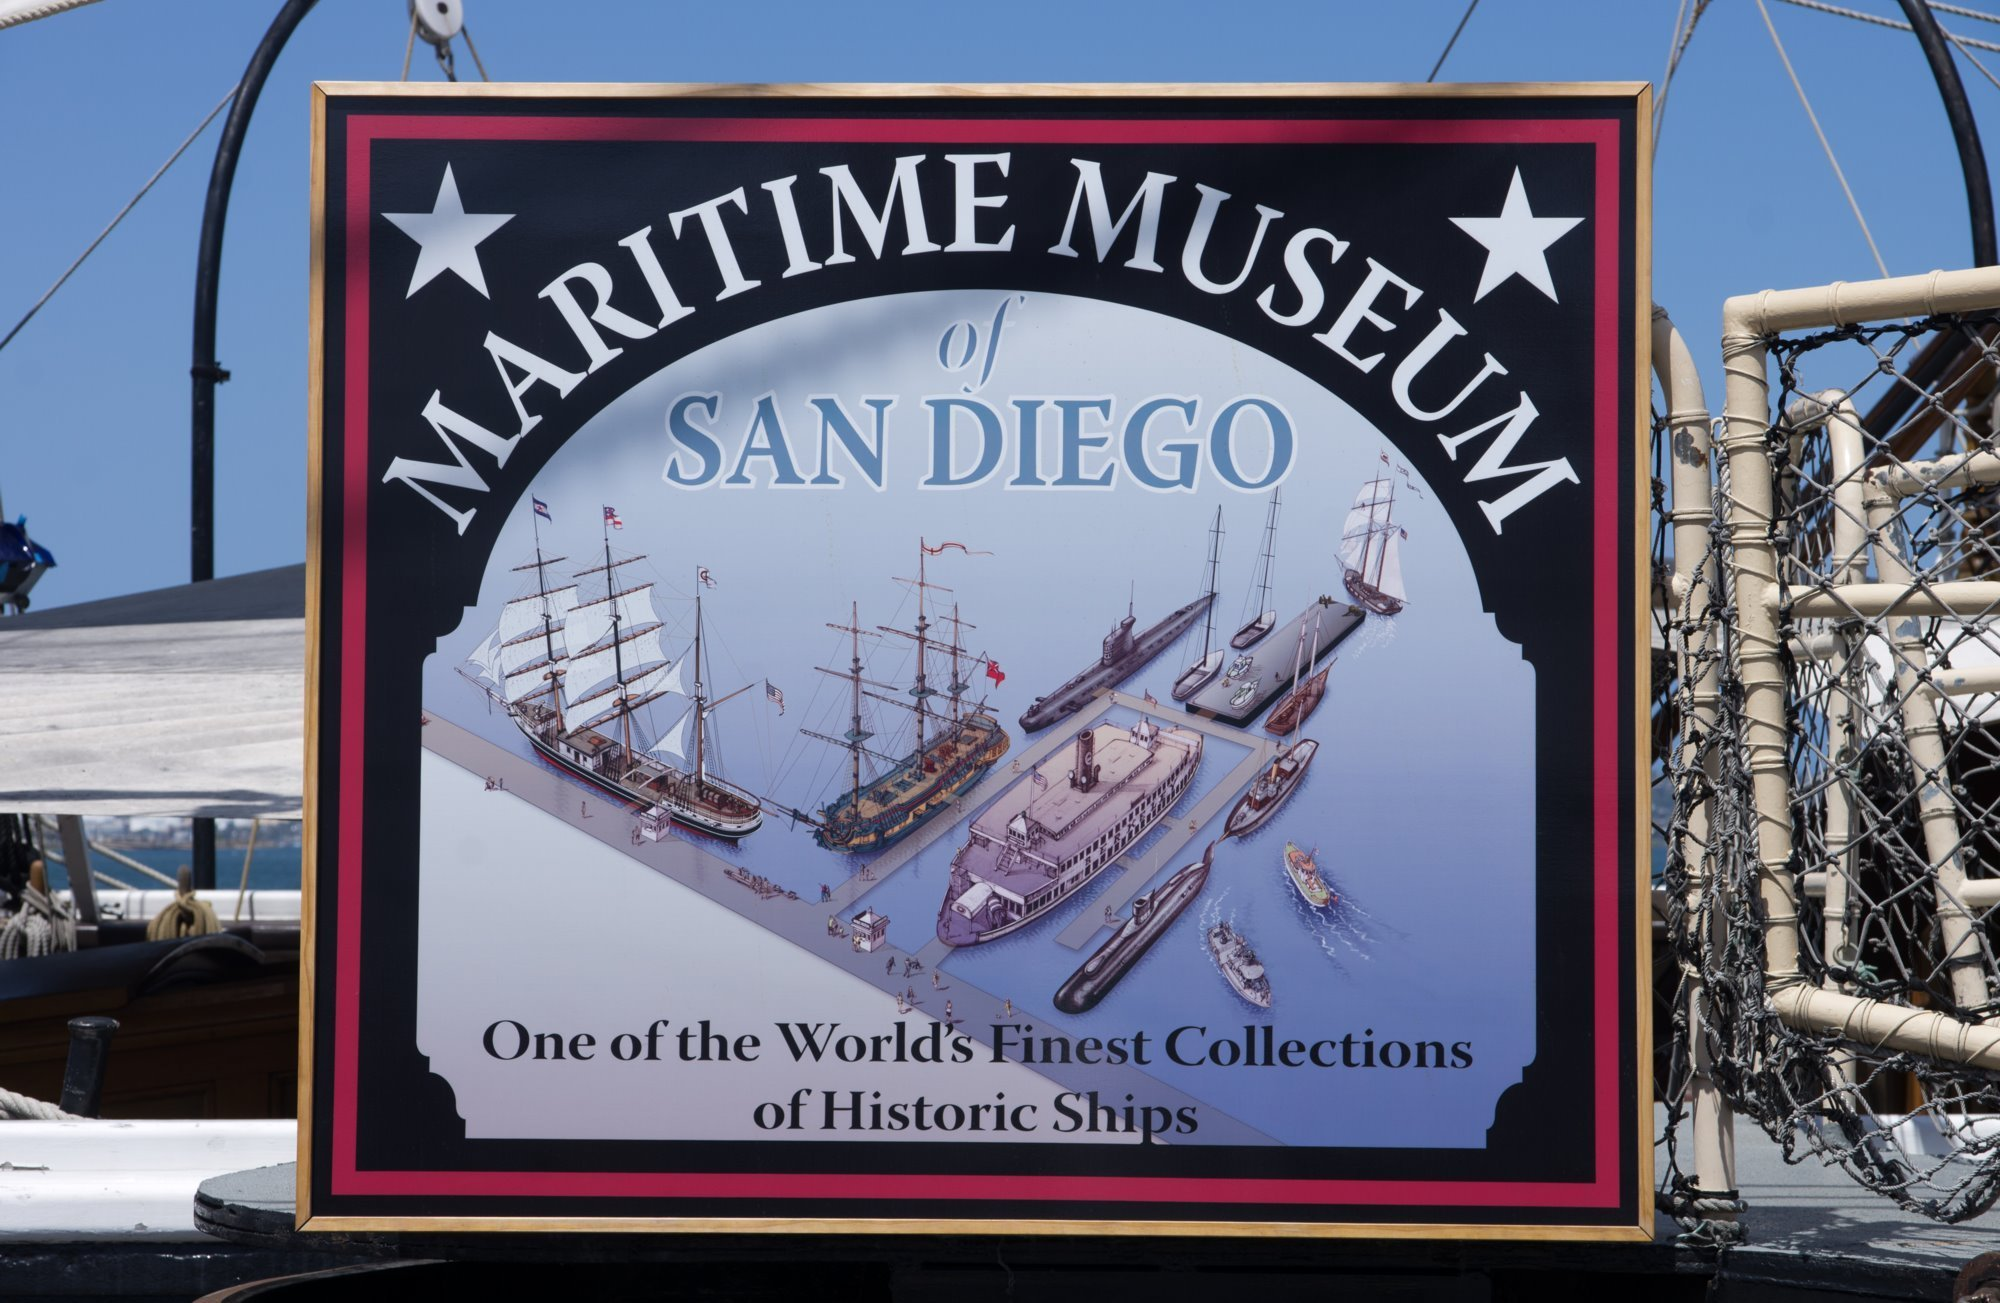 MARITIME MUSEUM
of
SAN DIEGO
One of the World's Finest Collections
of Historic Ships